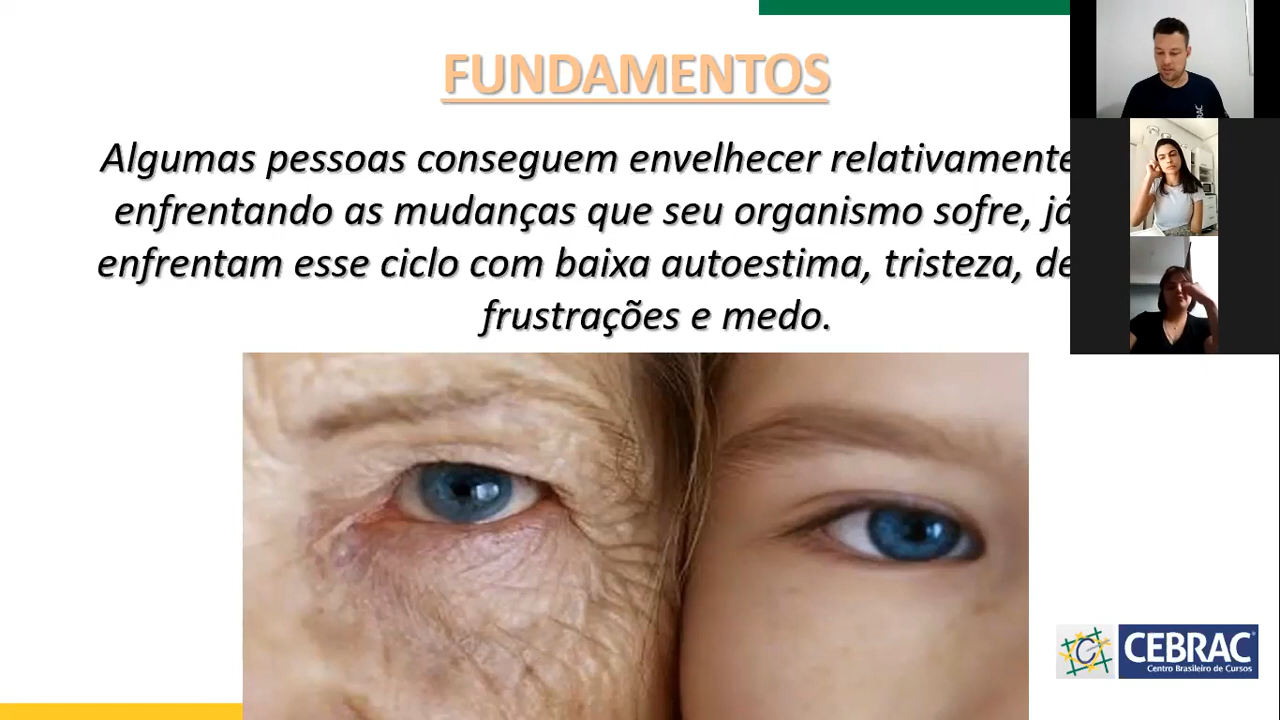 FUNDAMENTOS
Algumas pessoas conseguem envelhecer relativamente
enfrentando as mudanças que seu organismo sofre, já
enfrentam esse ciclo com baixa autoestima, tristeza, de
frustrações e medo.
CEBRAC
Centro Brasileiro de Cursos